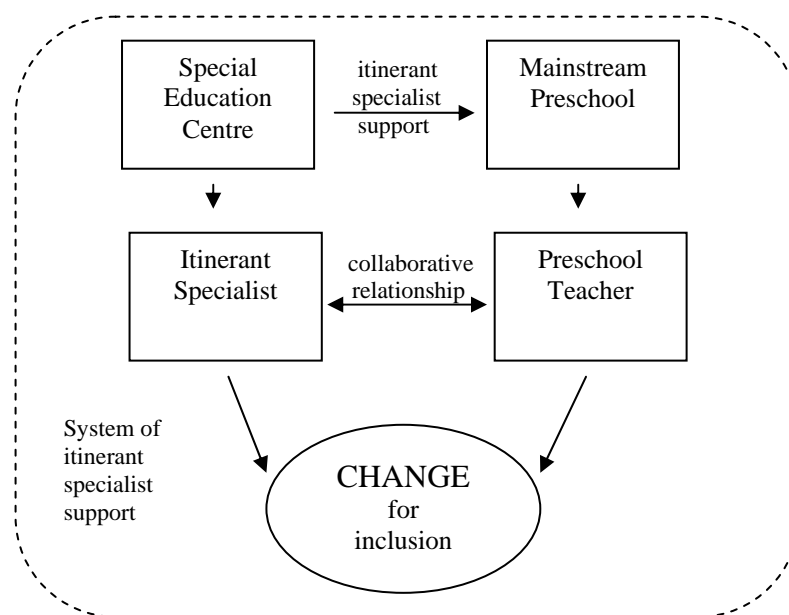 Special
Education
Centre
itinerant
specialist
support
Mainstream
Preschool
Itinerant
Specialist
collaborative
relationship
Preschool
Teacher
System of
itinerant
specialist
support
CHANGE
for
inclusion